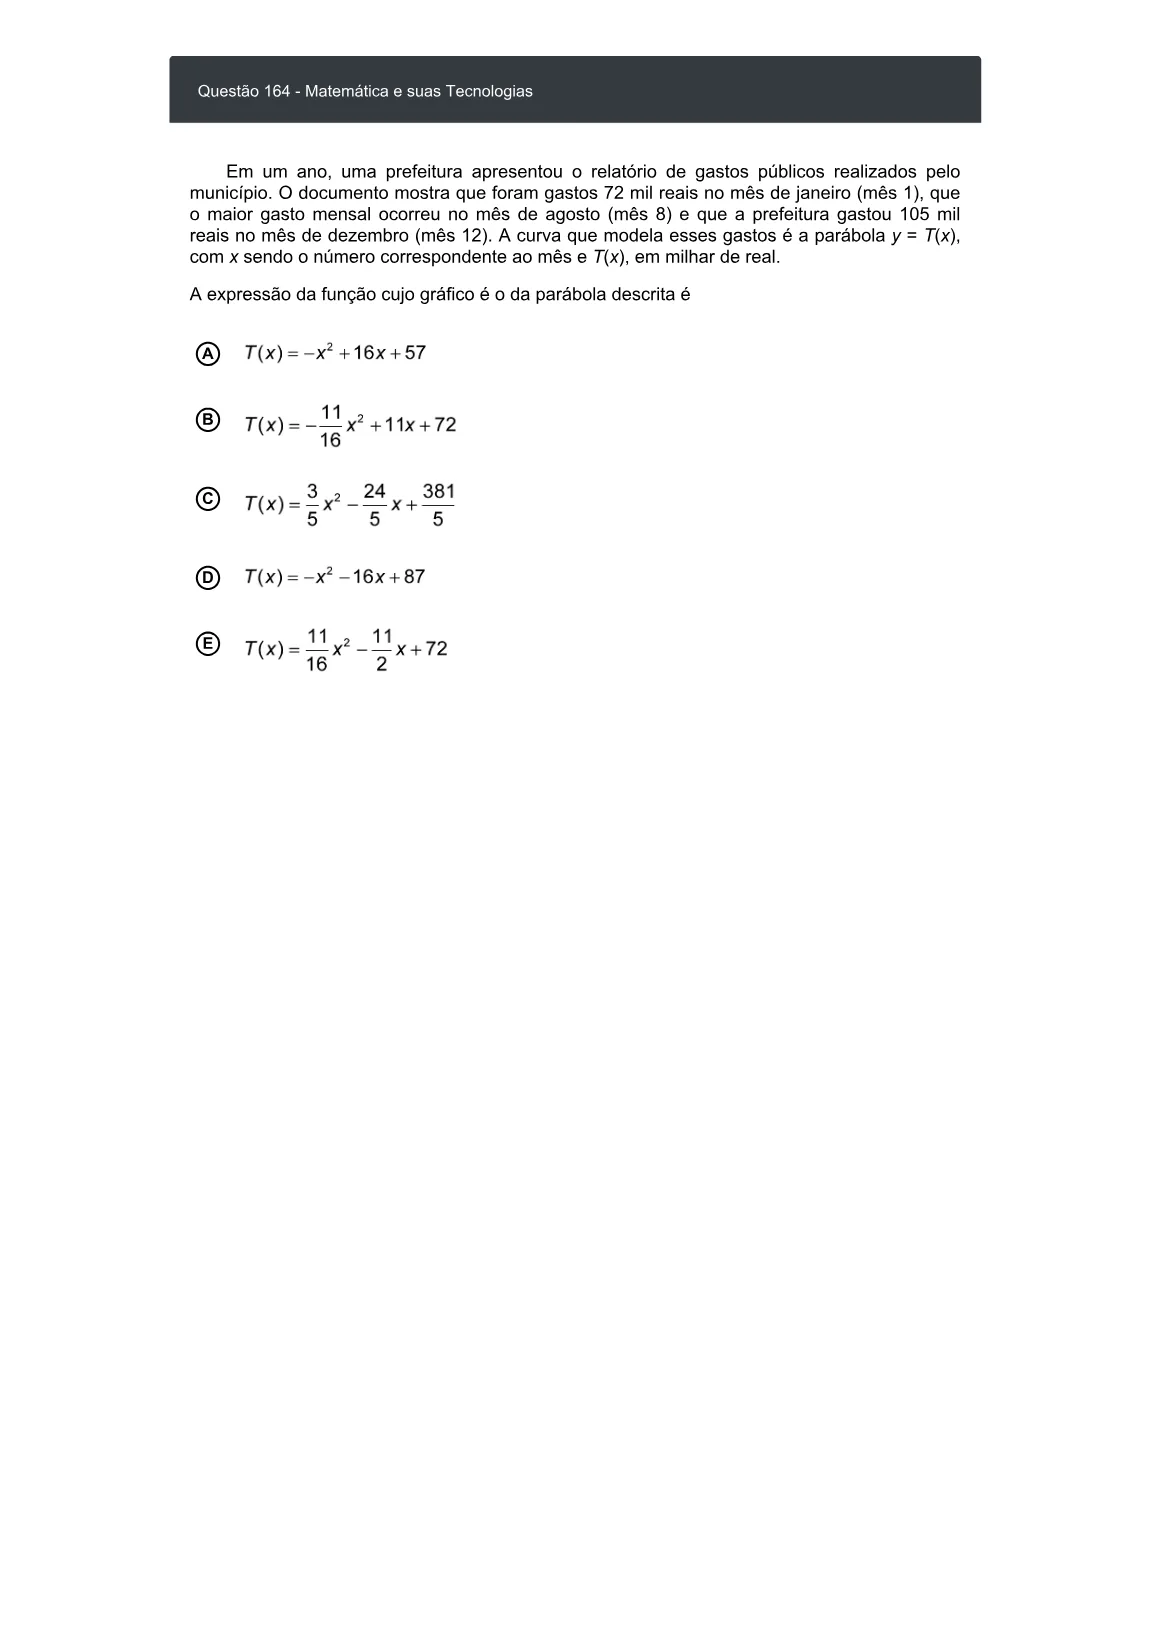 Questão 164 - Matemática e suas Tecnologias
Em um ano, uma prefeitura apresentou o relatório de gastos públicos realizados pelo
município. O documento mostra que foram gastos 72 mil reais no mês de janeiro (mês 1), que
o maior gasto mensal ocorreu no mês de agosto (mês 8) e que a prefeitura gastou 105 mil
reais no mês de dezembro (mês 12). A curva que modela esses gastos é a parábola y = T(x),
com x sendo o número correspondente ao mês e T(x), em milhar de real.
A expressão da função cujo gráfico é o da parábola descrita é
A T(x) = −x² + 16x + 57
B T(x) = −11/16 x² + 11x + 72
C T(x) = 3/5 x² − 24/5 x + 381/5
D T(x) = −x² − 16x + 87
E T(x) = 11/16 x² − 11/2 x + 72